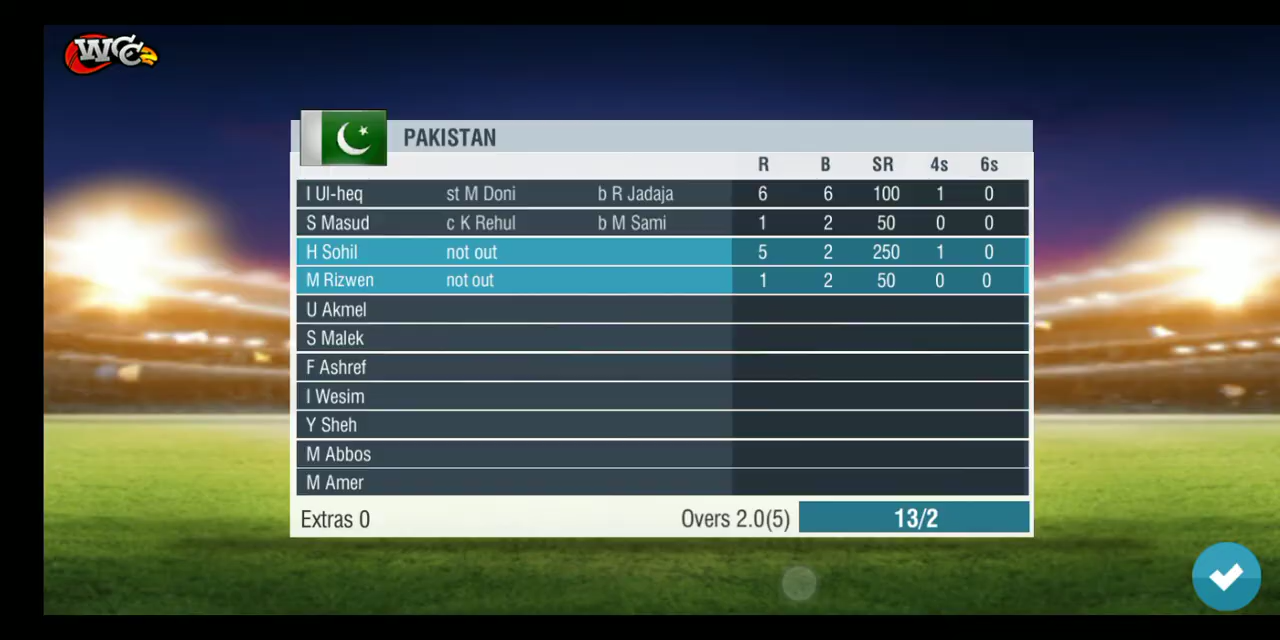 WCC
PAKISTAN
R B SR 4s 6s
I Ul-heq st M Doni b R Jadaja 6 6 100 1 0
S Masud c K Rehul b M Sami 1 2 50 0 0
H Sohil not out 5 2 250 1 0
M Rizwen not out 1 2 50 0 0
U Akmel
S Malek
F Ashref
I Wesim
Y Sheh
M Abbos
M Amer
Extras 0 Overs 2.0(5) 13/2